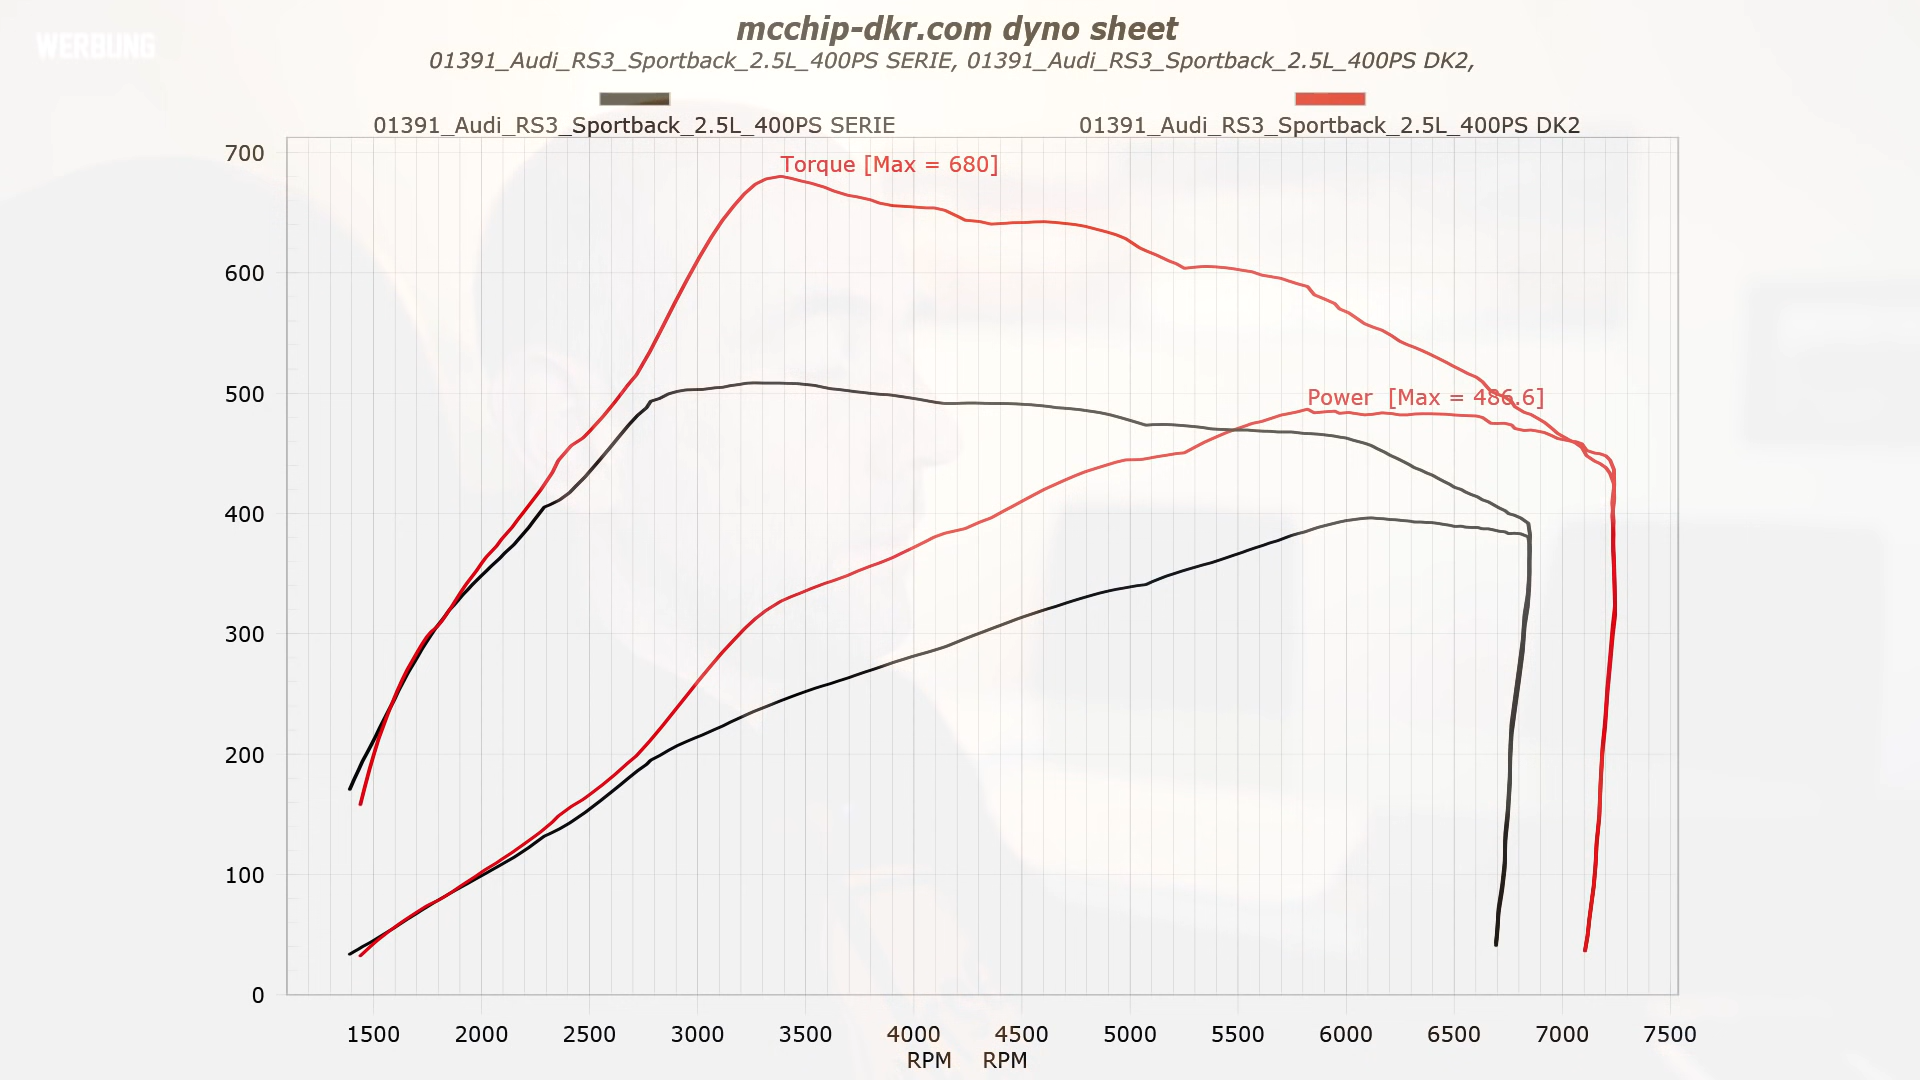 WERBUNG
mcchip-dkr.com dyno sheet
01391_Audi_RS3_Sportback_2.5L_400PS SERIE, 01391_Audi_RS3_Sportback_2.5L_400PS DK2,
01391_Audi_RS3_Sportback_2.5L_400PS SERIE
01391_Audi_RS3_Sportback_2.5L_400PS DK2
700
Torque [Max = 680]
600
500
Power [Max = 486.6]
400
300
200
100
0
1500 2000 2500 3000 3500 4000 4500 5000 5500 6000 6500 7000 7500
RPM RPM